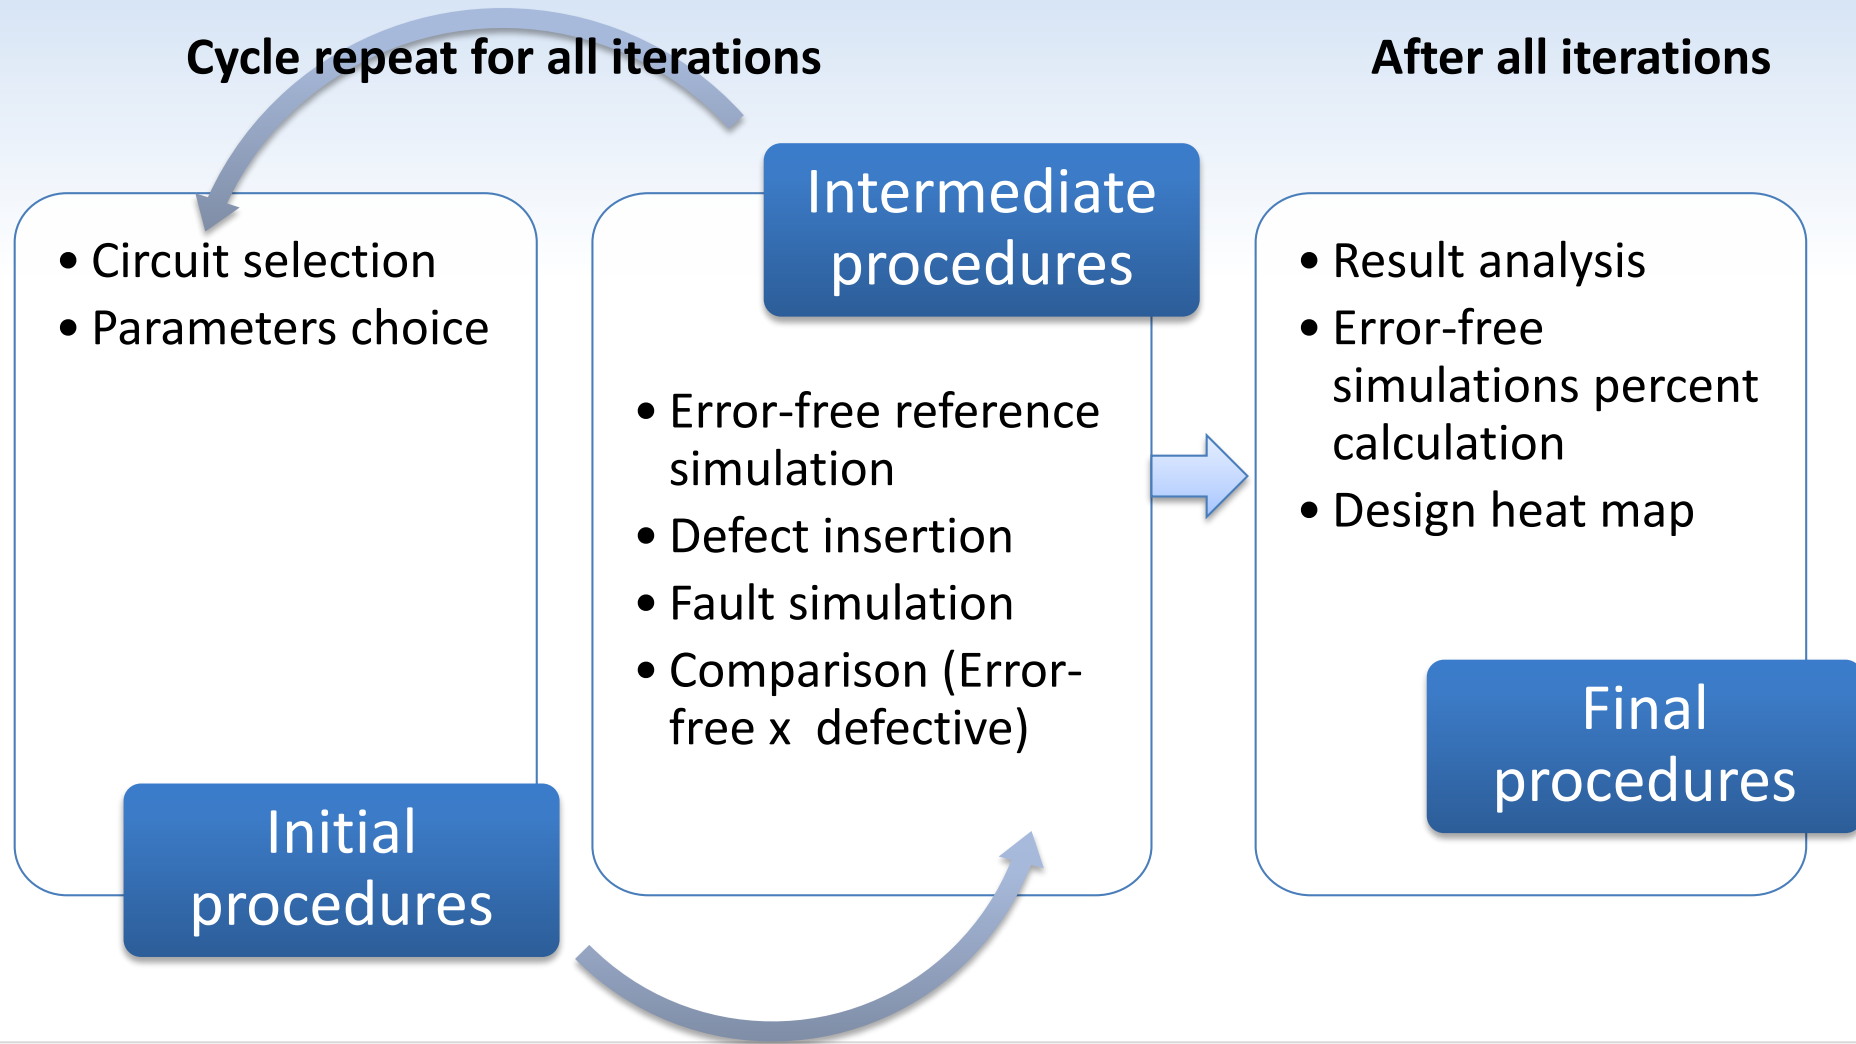 Cycle repeat for all iterations
After all iterations
• Circuit selection
• Parameters choice
Initial
procedures
Intermediate
procedures
• Error-free reference
simulation
• Defect insertion
• Fault simulation
• Comparison (Error-
free x  defective)
• Result analysis
• Error-free
simulations percent
calculation
• Design heat map
Final
procedures